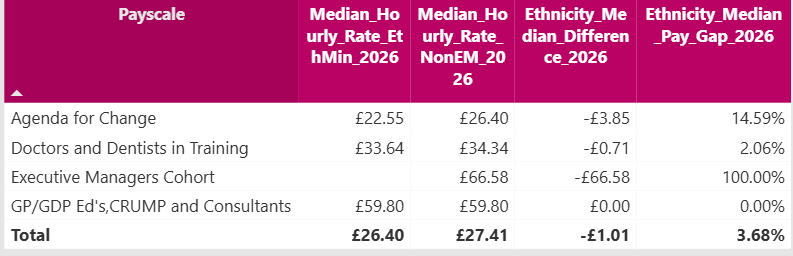 Payscale Median_Hourly_Rate_EthMin_2026 Median_Hourly_Rate_NonEM_2026 Ethnicity_Median_Difference_2026 Ethnicity_Median_Pay_Gap_2026
Agenda for Change £22.55 £26.40 -£3.85 14.59%
Doctors and Dentists in Training £33.64 £34.34 -£0.71 2.06%
Executive Managers Cohort £66.58 -£66.58 100.00%
GP/GDP Ed's,CRUMP and Consultants £59.80 £59.80 £0.00 0.00%
Total £26.40 £27.41 -£1.01 3.68%